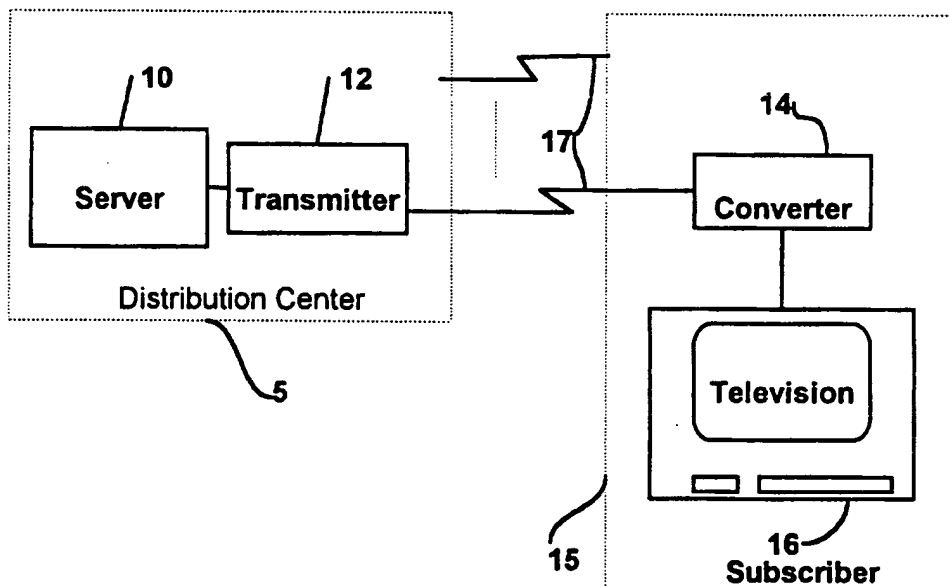 10
12
Server
Transmitter
Distribution Center
5
17
14
Converter
Television
15
16
Subscriber